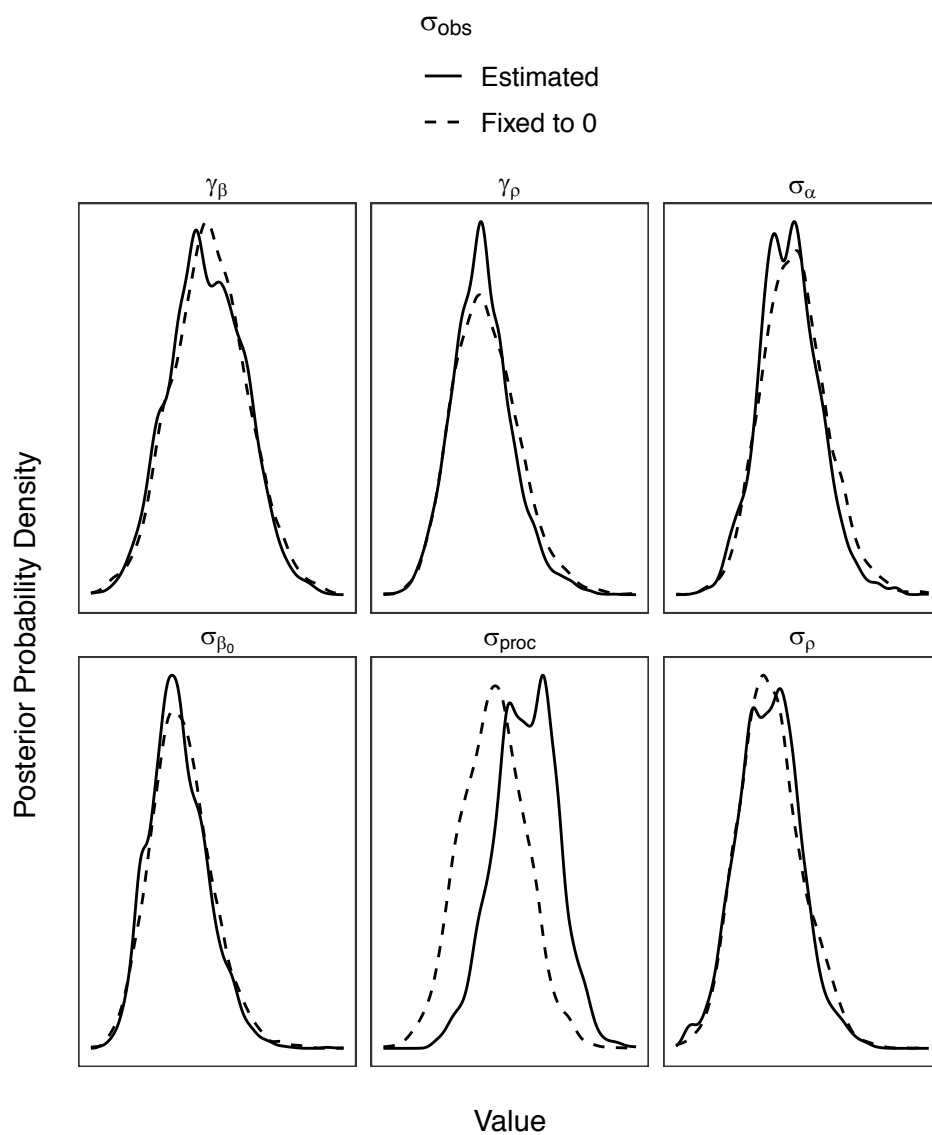 σobs
Estimated
Fixed to 0
γβ
γρ
σα
σβ₀
σproc
σρ
Posterior Probability Density
Value